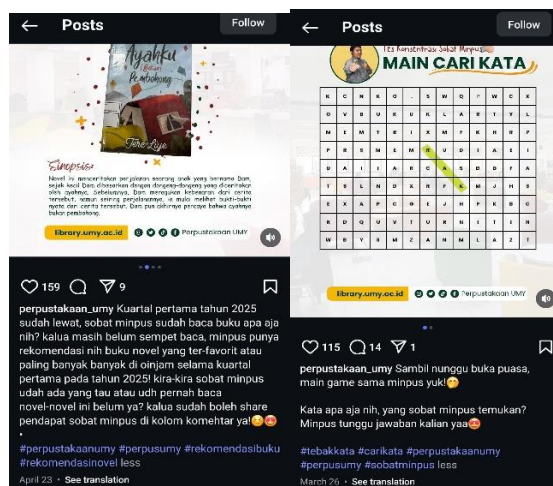 Posts
Follow
Ayahku
Pembohong
Tere Liye
Sinopsis:
Novel ini menceritakan perjalanan seorang anak yang bernama Dam,
sejak kecil Dam dibesarkan dengan dongeng-dongeng yang diceritakan
oleh ayahnya. Sebelumnya, Dam meragukan kebenaran dari cerita
tersebut, namun seiring perjalanannya, ia mulai melihat bukti-bukti
nyata dari cerita tersebut. Dam pun akhirnya percaya bahwa ayahnya
bukan pembohong.
library.umy.ac.id
Perpustakaan UMY
159
9
perpustakaan_umy Kuartal pertama tahun 2025
sudah lewat, sobat minpus sudah baca buku apa aja
nih? kalua masih belum sempet baca, minpus punya
rekomendasi nih buku novel yang ter-favorit atau
paling banyak banyak di oinjam selama kuartal
pertama pada tahun 2025! kira-kira sobat minpus
udah ada yang tau atau udh pernah baca
novel-novel ini belum ya? kalua sudah boleh share
pendapat sobat minpus di kolom komehtar ya!😋😍
•
#perpustakaanumy #perpusumy #rekomendasibuku
#rekomendasinovel less
April 23 • See translation
Posts
Follow
Tes Konsentrasi Sobat Minpus
MAIN CARI KATA
library.umy.ac.id
Perpustakaan UMY
115
14
1
perpustakaan_umy Sambil nunggu buka puasa,
main game sama minpus yuk!🤭
Kata apa aja nih, yang sobat minpus temukan?
Minpus tunggu jawaban kalian yaa😍
#tebakkata #carikata #perpustakaanumy
#perpusumy #sobatminpus less
March 26 • See translation